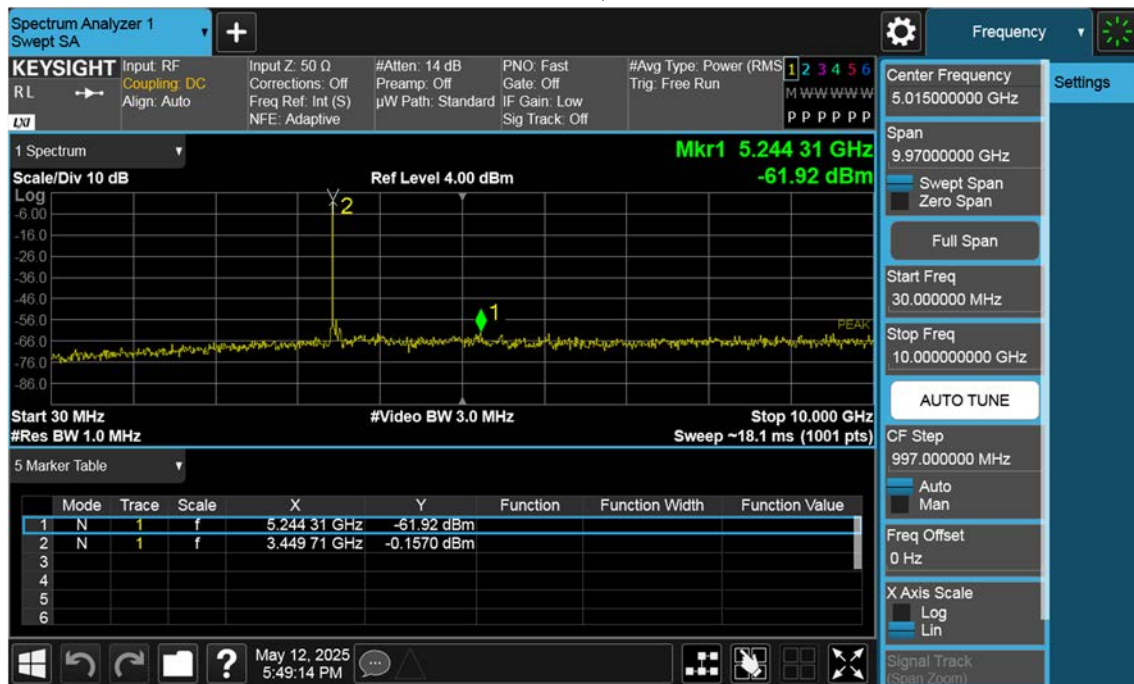 Spectrum Analyzer 1
Swept SA
+
Frequency
KEYSIGHT
RL
LXI
Input: RF
Coupling: DC
Align: Auto
Input Z: 50 Ω
Corrections: Off
Freq Ref: Int (S)
NFE: Adaptive
#Atten: 14 dB
Preamp: Off
µW Path: Standard
PNO: Fast
Gate: Off
IF Gain: Low
Sig Track: Off
#Avg Type: Power (RMS
Trig: Free Run
1 2 3 4 5 6
M W W W W W
P P P P P P
1 Spectrum
Mkr1 5.244 31 GHz
-61.92 dBm
Scale/Div 10 dB
Ref Level 4.00 dBm
Log
-6.00
-16.0
-26.0
-36.0
-46.0
-56.0
-66.0
-76.0
-86.0
2
1
PEAK
Start 30 MHz
#Video BW 3.0 MHz
Stop 10.000 GHz
#Res BW 1.0 MHz
Sweep ~18.1 ms (1001 pts)
5 Marker Table
Mode Trace Scale X Y Function Function Width Function Value
1 N 1 f 5.244 31 GHz -61.92 dBm
2 N 1 f 3.449 71 GHz -0.1570 dBm
3
4
5
6
?
May 12, 2025
5:49:14 PM
Center Frequency
5.015000000 GHz
Span
9.97000000 GHz
Swept Span
Zero Span
Full Span
Start Freq
30.000000 MHz
Stop Freq
10.000000000 GHz
AUTO TUNE
CF Step
997.000000 MHz
Auto
Man
Freq Offset
0 Hz
X Axis Scale
Log
Lin
Signal Track
(Span Zoom)
Settings